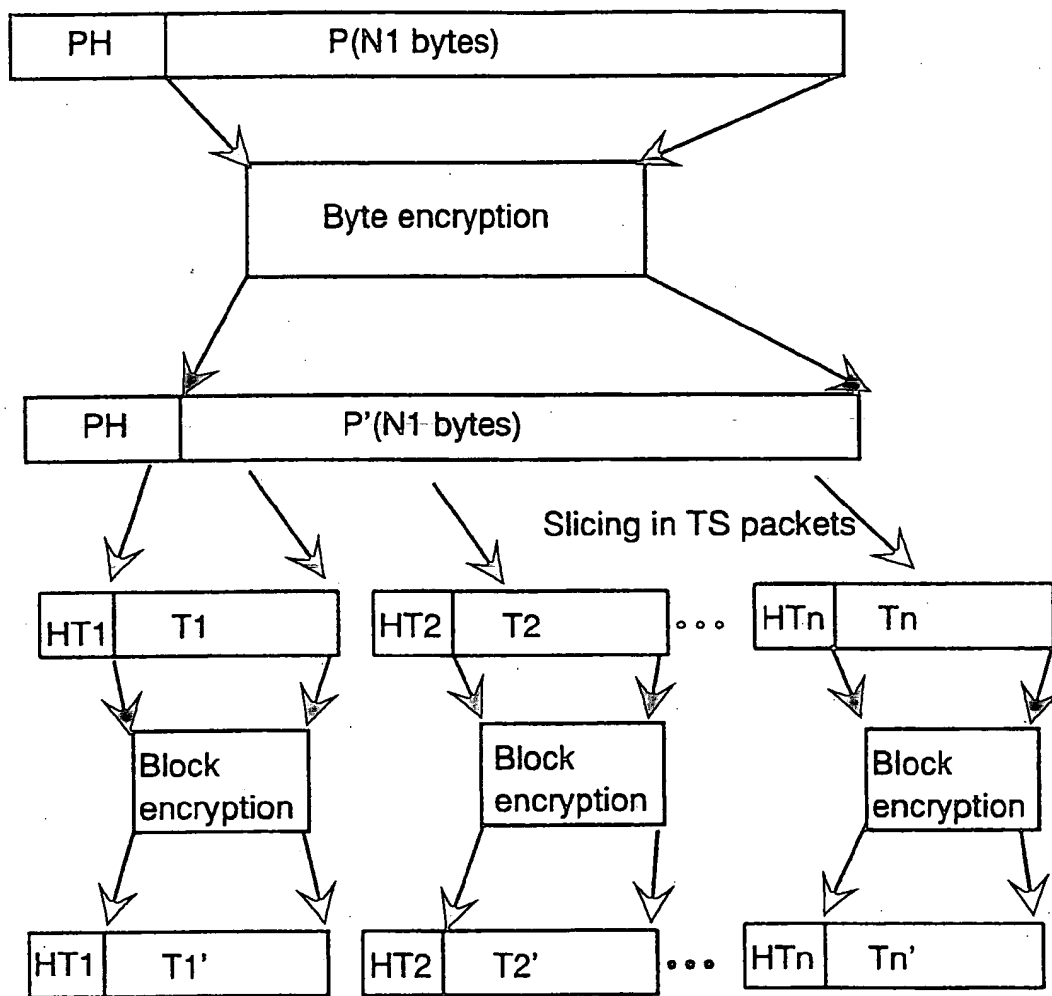 PH P(N1 bytes)
Byte encryption
PH P'(N1 bytes)
Slicing in TS packets
HT1 T1 HT2 T2 HTn Tn
Block encryption
Block encryption
Block encryption
HT1 T1' HT2 T2' HTn Tn'